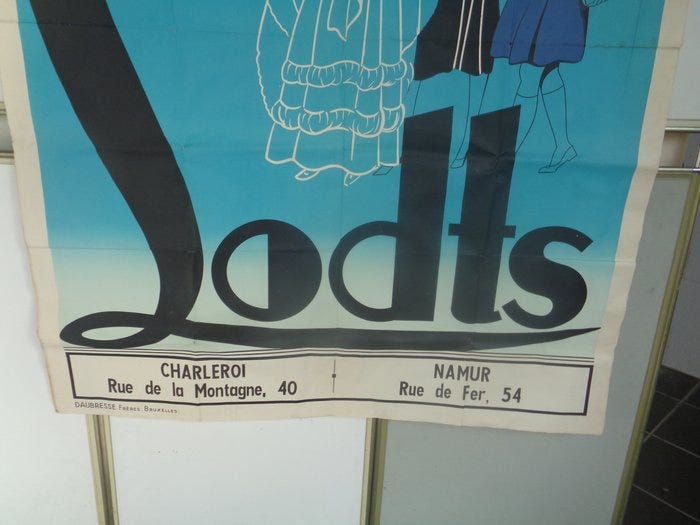 Lodts
CHARLEROI
Rue de la Montagne, 40
NAMUR
Rue de Fer, 54
DAUBRESSE FRÈRES. BRUXELLES